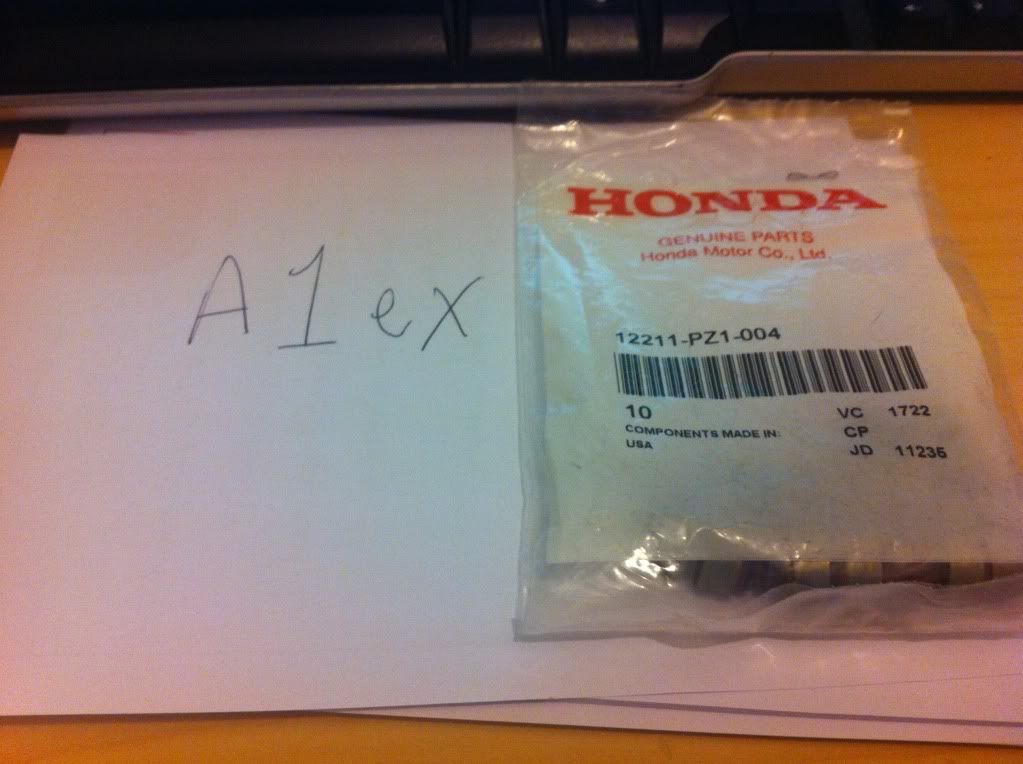 A1ex
HONDA
GENUINE PARTS
Honda Motor Co., Ltd.
12211-PZ1-004
10 VC 1722
COMPONENTS MADE IN: CP
USA JD 11235